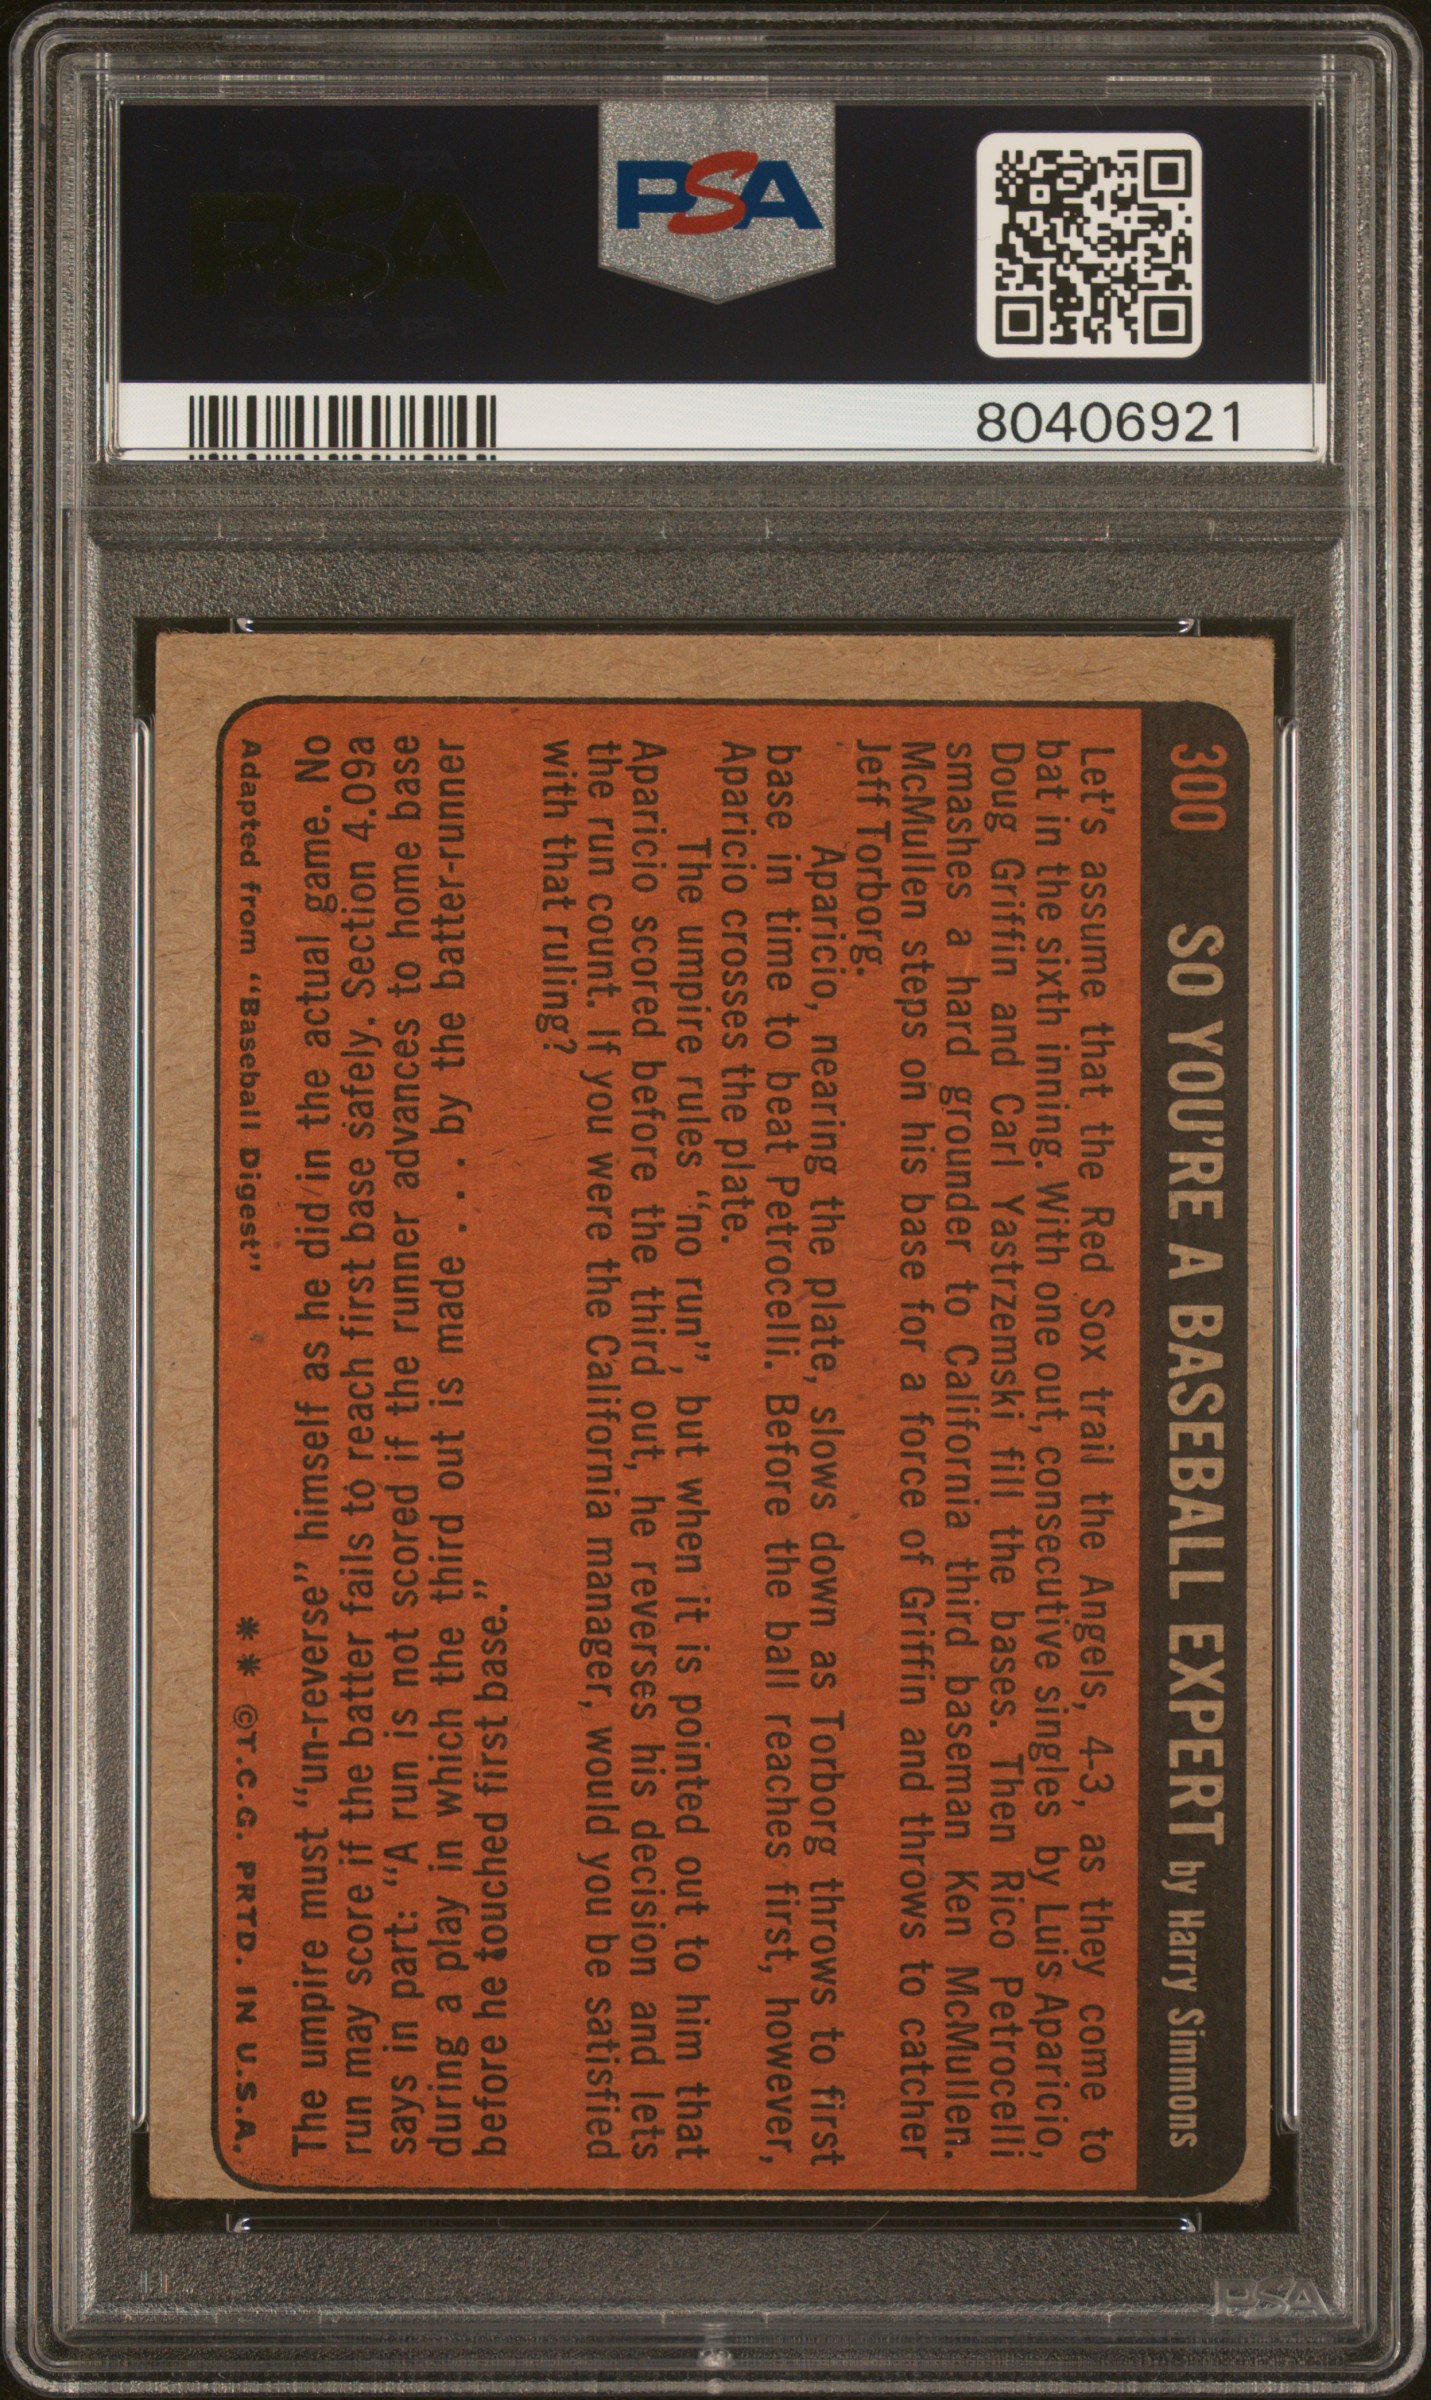 PSA
PSA PSA PSA
PSA
PSA PSA PSA
80406921
300 SO YOU'RE A BASEBALL EXPERT by Harry Simmons
Let's assume that the Red Sox trail the Angels, 4-3, as they come to
bat in the sixth inning. With one out, consecutive singles by Luis Aparicio,
Doug Griffin and Carl Yastrzemski fill the bases. Then Rico Petrocelli
smashes a hard grounder to California third baseman Ken McMullen.
McMullen steps on his base for a force of Griffin and throws to catcher
Jeff Torborg.
Aparicio, nearing the plate, slows down as Torborg throws to first
base in time to beat Petrocelli. Before the ball reaches first, however,
Aparicio crosses the plate.
The umpire rules "no run", but when it is pointed out to him that
Aparicio scored before the third out, he reverses his decision and lets
the run count. If you were the California manager, would you be satisfied
with that ruling?
The umpire must "un-reverse" himself as he did in the actual game. No
run may score if the batter fails to reach first base safely. Section 4.09a
says in part: "A run is not scored if the runner advances to home base
during a play in which the third out is made . . . by the batter-runner
before he touched first base."
Adapted from "Baseball Digest" ** ©T.C.G. PRTD. IN U.S.A.
PSA